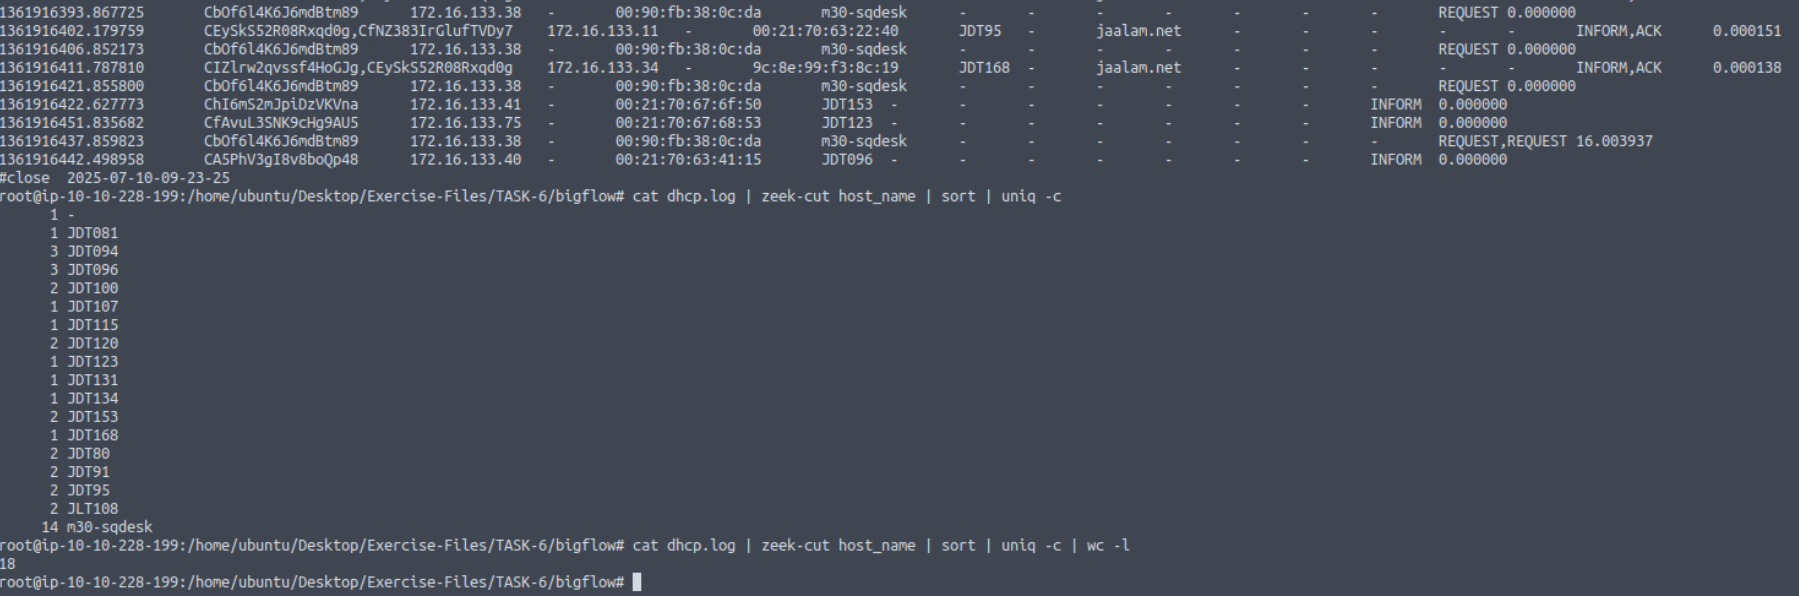 1361916393.867725 CbOf6l4K6J6mdBtm89 172.16.133.38 - 00:90:fb:38:0c:da m30-sqdesk - - - - - - - REQUEST 0.000000
1361916402.179759 CEySkS52R08Rxqd0g,CfNZ383IrGlufTVDy7 172.16.133.11 - 00:21:70:63:22:40 JDT95 - jaalam.net - - - - - - INFORM,ACK 0.000151
1361916406.852173 CbOf6l4K6J6mdBtm89 172.16.133.38 - 00:90:fb:38:0c:da m30-sqdesk - - - - - - - REQUEST 0.000000
1361916411.787810 CIZlrw2qvssf4HoGJg,CEySkS52R08Rxqd0g 172.16.133.34 - 9c:8e:99:f3:8c:19 JDT168 - jaalam.net - - - - - - INFORM,ACK 0.000138
1361916421.855800 CbOf6l4K6J6mdBtm89 172.16.133.38 - 00:90:fb:38:0c:da m30-sqdesk - - - - - - - REQUEST 0.000000
1361916422.627773 ChI6mS2mJpiDzVKVna 172.16.133.41 - 00:21:70:67:6f:50 JDT153 - - - - - - - INFORM 0.000000
1361916451.835682 CfAvuL3SNK9cHg9AU5 172.16.133.75 - 00:21:70:67:68:53 JDT123 - - - - - - - INFORM 0.000000
1361916437.859823 CbOf6l4K6J6mdBtm89 172.16.133.38 - 00:90:fb:38:0c:da m30-sqdesk - - - - - - - REQUEST,REQUEST 16.003937
1361916442.498958 CA5PhV3gI8v8boQp48 172.16.133.40 - 00:21:70:63:41:15 JDT096 - - - - - - - INFORM 0.000000
#close 2025-07-10-09-23-25
root@ip-10-10-228-199:/home/ubuntu/Desktop/Exercise-Files/TASK-6/bigflow# cat dhcp.log | zeek-cut host_name | sort | uniq -c
1 -
1 JDT081
3 JDT094
3 JDT096
2 JDT100
1 JDT107
1 JDT115
2 JDT120
1 JDT123
1 JDT131
1 JDT134
2 JDT153
1 JDT168
2 JDT80
2 JDT91
2 JDT95
2 JLT108
14 m30-sqdesk
root@ip-10-10-228-199:/home/ubuntu/Desktop/Exercise-Files/TASK-6/bigflow# cat dhcp.log | zeek-cut host_name | sort | uniq -c | wc -l
18
root@ip-10-10-228-199:/home/ubuntu/Desktop/Exercise-Files/TASK-6/bigflow#